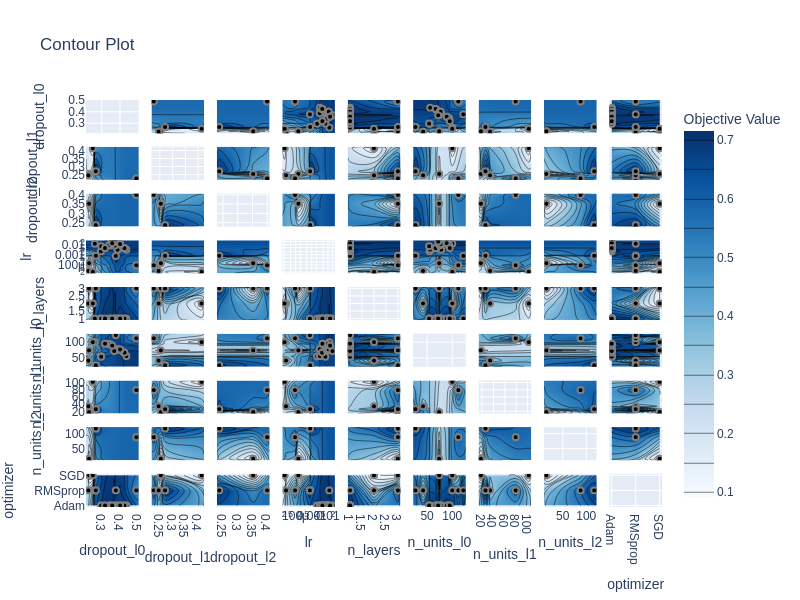 Contour Plot
Objective Value
0.7
0.6
0.5
0.4
0.3
0.2
0.1
dropout_l0
0.5
0.4
0.3
dropout_l1
0.4
0.35
0.3
0.25
dropout_l2
0.4
0.35
0.3
0.25
lr
0.01
0.001
n_layers
3
2.5
2
1.5
1
n_units_l0
100
50
n_units_l1
100
80
60
40
20
n_units_l2
100
50
optimizer
SGD
RMSprop
Adam
0.3
0.4
0.5
dropout_l0
0.25
0.3
0.35
0.4
dropout_l1
0.25
0.3
0.35
0.4
dropout_l2
lr
1
1.5
2
2.5
3
n_layers
50
100
n_units_l0
20
40
60
80
100
n_units_l1
50
100
n_units_l2
Adam
RMSprop
SGD
optimizer